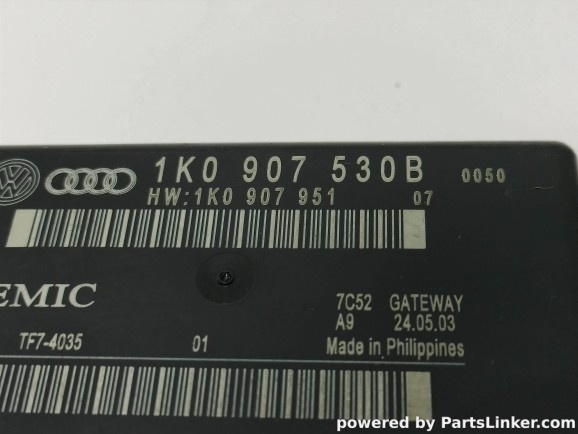 1K0 907 530B 0050
HW:1K0 907 951 07
EMIC
7C52 GATEWAY
A9 24.05.03
TF7-4035 01 Made in Philippines
powered by PartsLinker.com